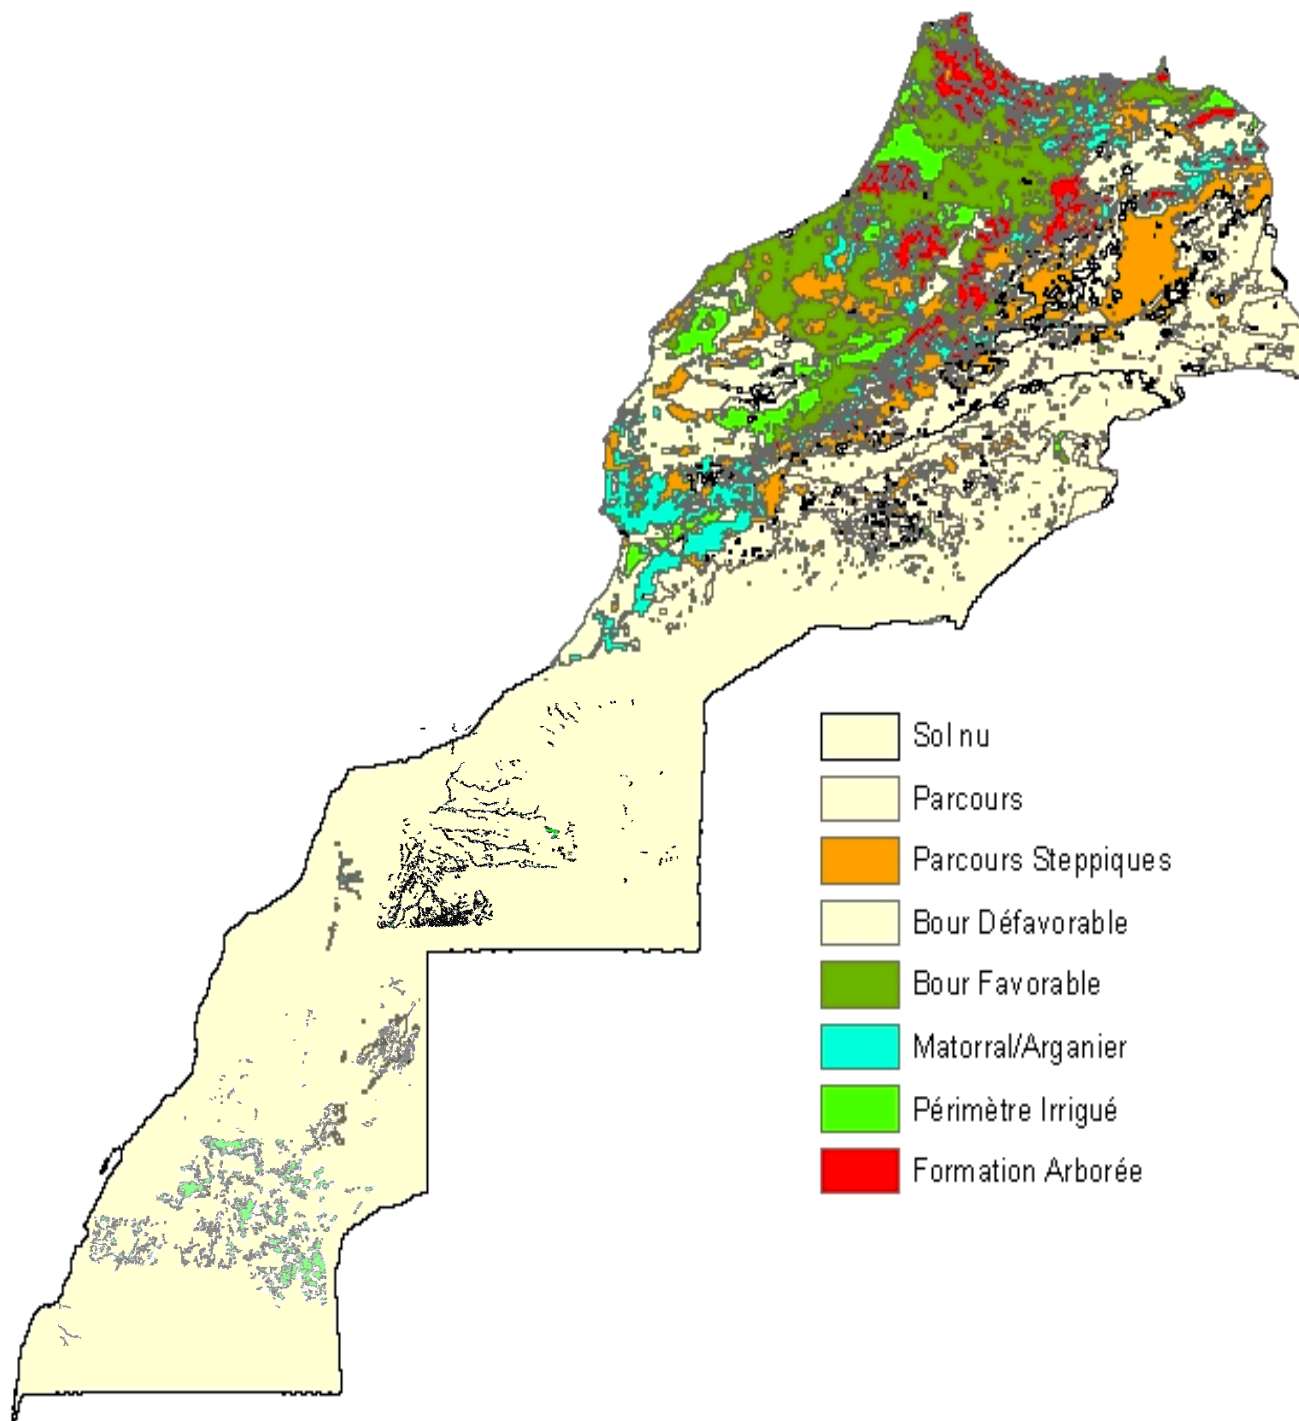 Sol nu
Parcours
Parcours Steppiques
Bour Défavorable
Bour Favorable
Matorral/Arganier
Périmètre Irrigué
Formation Arborée